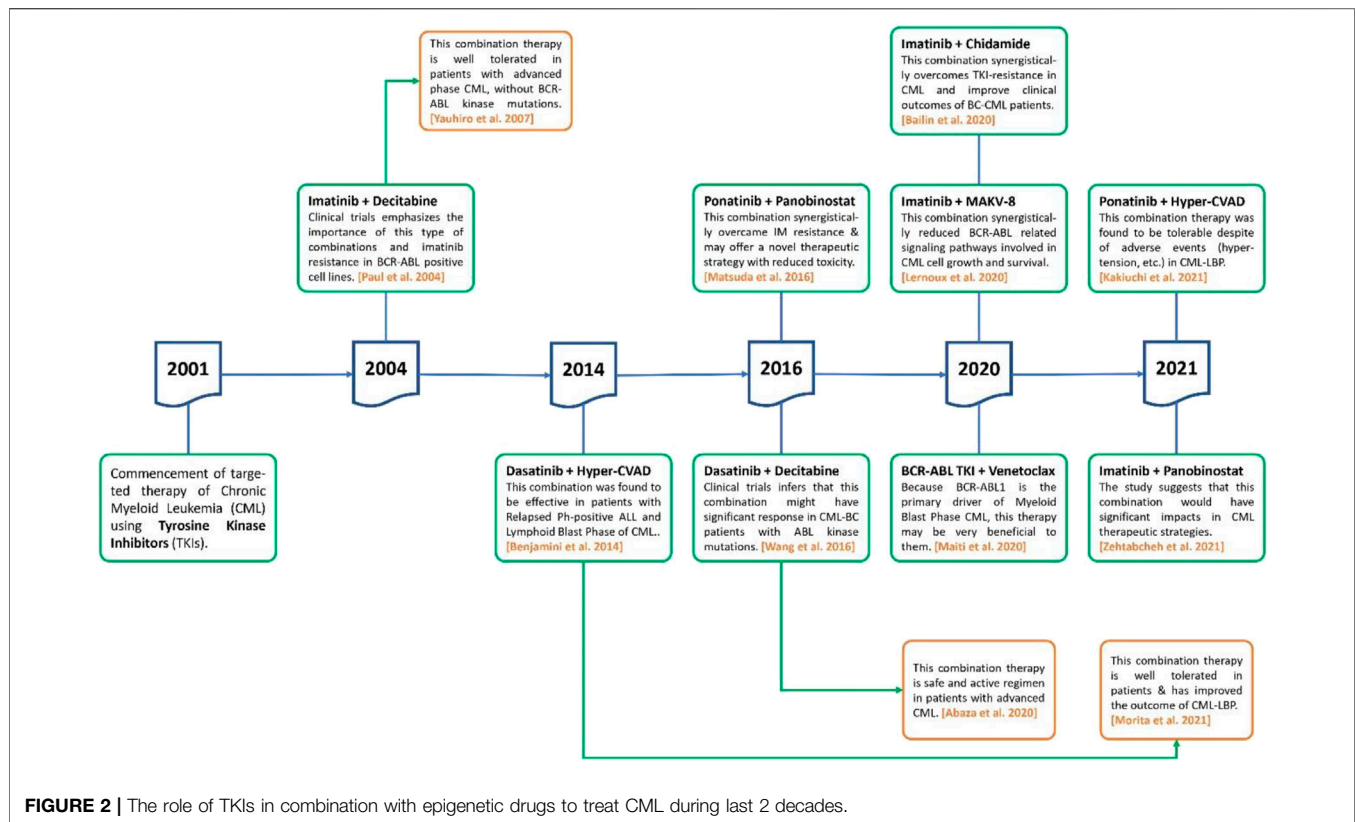 This combination therapy
is well tolerated in
patients with advanced
phase CML, without BCR-
ABL kinase mutations.
[Yauhiro et al. 2007]
Imatinib + Chidamide
This combination synergistical-
ly overcomes TKI-resistance in
CML and improve clinical
outcomes of BC-CML patients.
[Bailin et al. 2020]
Imatinib + Decitabine
Clinical trials emphasizes the
importance of this type of
combinations and imatinib
resistance in BCR-ABL positive
cell lines. [Paul et al. 2004]
Ponatinib + Panobinostat
This combination synergistical-
ly overcame IM resistance &
may offer a novel therapeutic
strategy with reduced toxicity.
[Matsuda et al. 2016]
Imatinib + MAKV-8
This combination synergistical-
ly reduced BCR-ABL related
signaling pathways involved in
CML cell growth and survival.
[Lernoux et al. 2020]
Ponatinib + Hyper-CVAD
This combination therapy was
found to be tolerable despite
of adverse events (hyper-
tension, etc.) in CML-LBP.
[Kakiuchi et al. 2021]
2001
2004
2014
2016
2020
2021
Commencement of targe-
ted therapy of Chronic
Myeloid Leukemia (CML)
using Tyrosine Kinase
Inhibitors (TKIs).
Dasatinib + Hyper-CVAD
This combination was found to
be effective in patients with
Relapsed Ph-positive ALL and
Lymphoid Blast Phase of CML..
[Benjamini et al. 2014]
Dasatinib + Decitabine
Clinical trials infers that this
combination might have
significant response in CML-BC
patients with ABL kinase
mutations. [Wang et al. 2016]
BCR-ABL TKI + Venetoclax
Because BCR-ABL1 is the
primary driver of Myeloid
Blast Phase CML, this therapy
may be very beneficial to
them. [Maiti et al. 2020]
Imatinib + Panobinostat
The study suggests that this
combination would have
significant impacts in CML
therapeutic strategies.
[Zehtabcheh et al. 2021]
This combination therapy
is safe and active regimen
in patients with advanced
CML. [Abaza et al. 2020]
This combination therapy
is well tolerated in
patients & has improved
the outcome of CML-LBP.
[Morita et al. 2021]
FIGURE 2 | The role of TKIs in combination with epigenetic drugs to treat CML during last 2 decades.